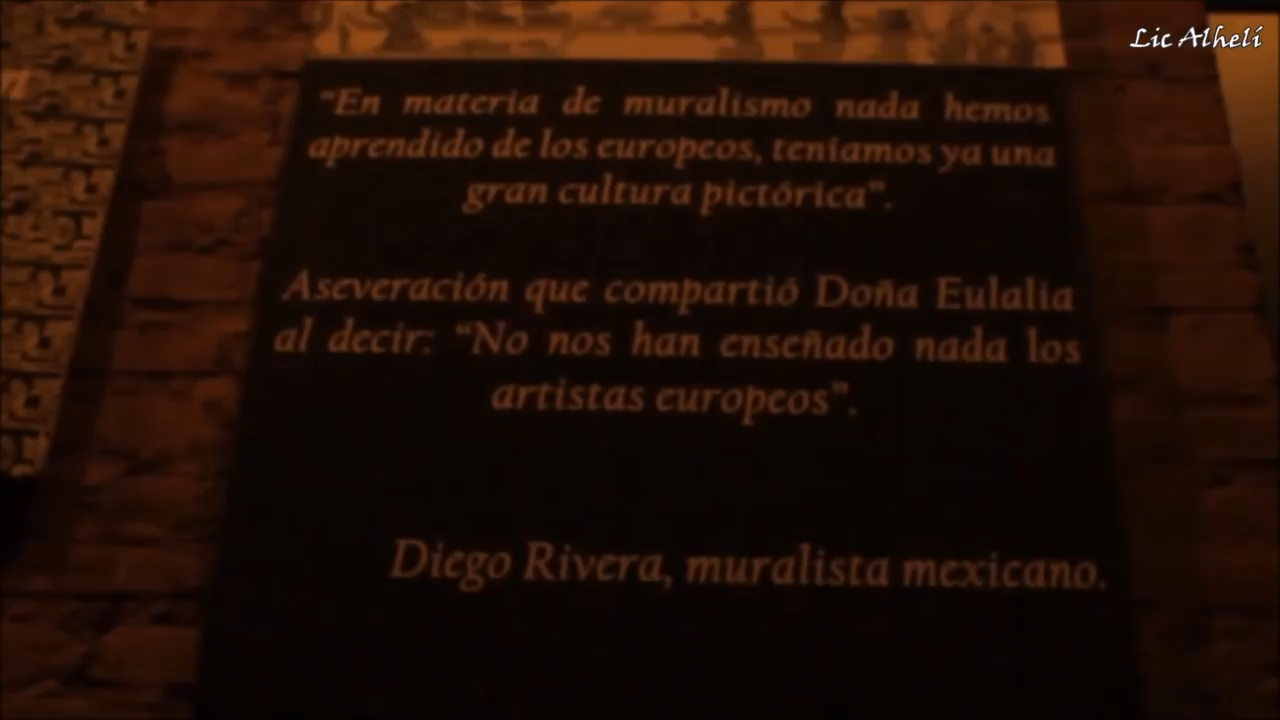 Lic Alhelí
“En materia de muralismo nada hemos
aprendido de los europeos, teníamos ya una
gran cultura pictórica”.
Aseveración que compartió Doña Eulalia
al decir: “No nos han enseñado nada los
artistas europeos”.
Diego Rivera, muralista mexicano.